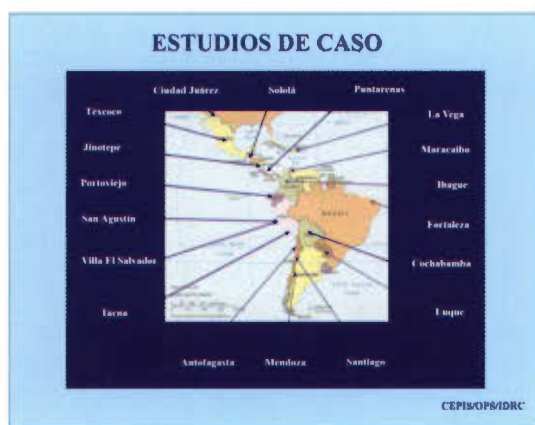 ESTUDIOS DE CASO
Ciudad Juárez Sololá Puntarenas
Téxcoco
La Vega
Jinotepe
Maracaibo
Portoviejo
Ibague
San Agustín
Fortaleza
Villa El Salvador
Cochabamba
Tacna
Luque
BRASIL
Antofagasta Mendoza Santiago
CEPIS/OPS/IDRC